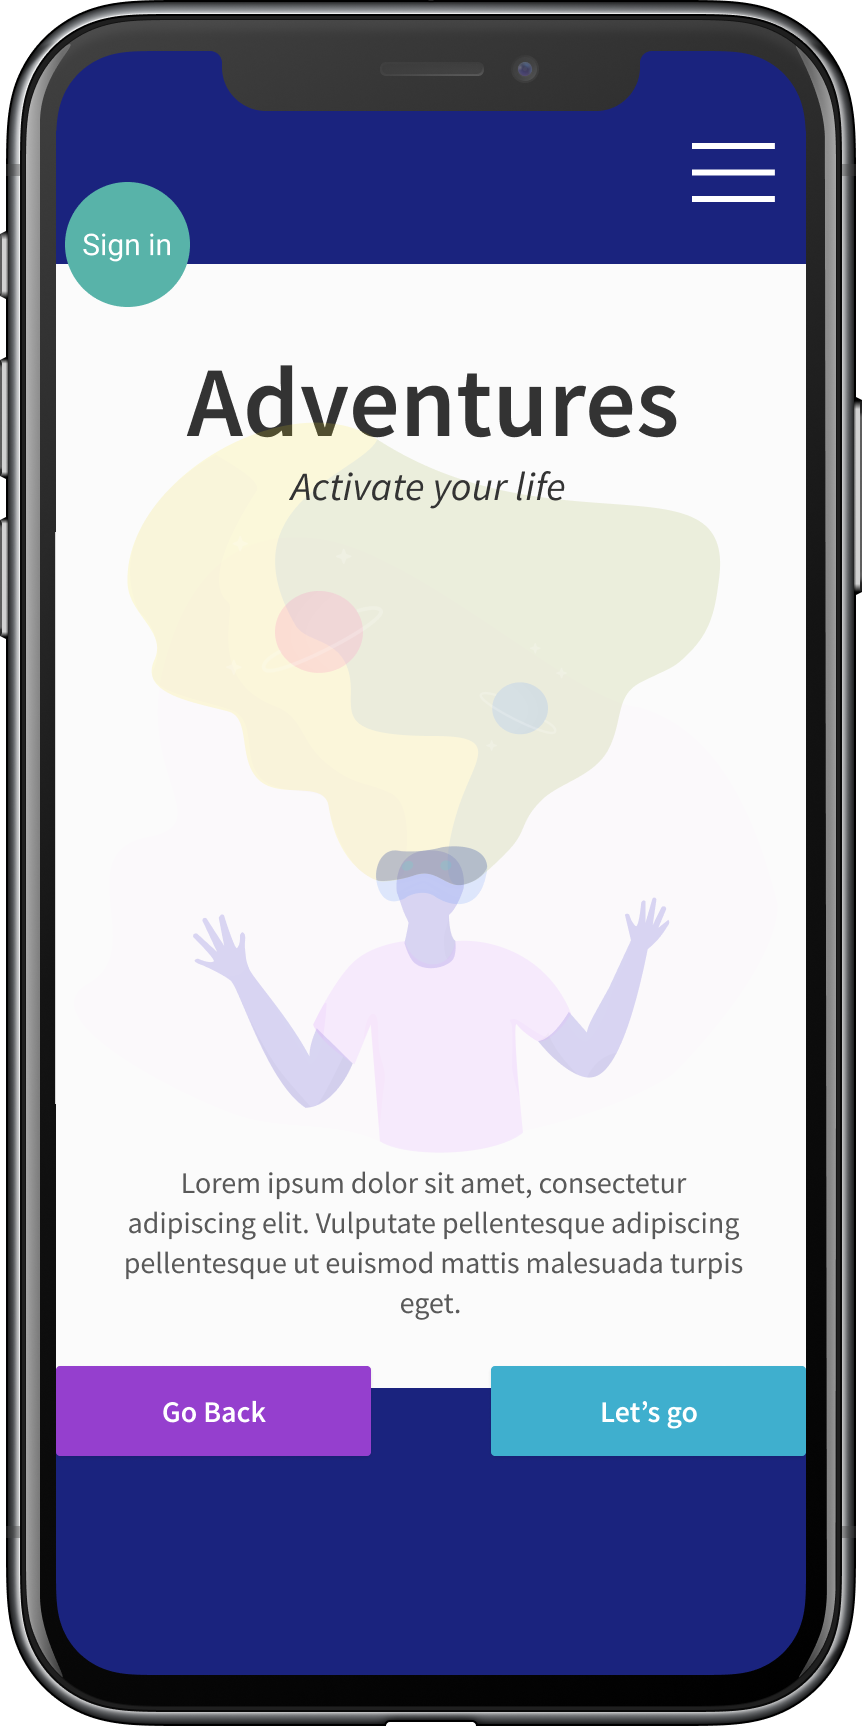 Sign in
Adventures
Activate your life
Lorem ipsum dolor sit amet, consectetur
adipiscing elit. Vulputate pellentesque adipiscing
pellentesque ut euismod mattis malesuada turpis
eget.
Go Back
Let’s go